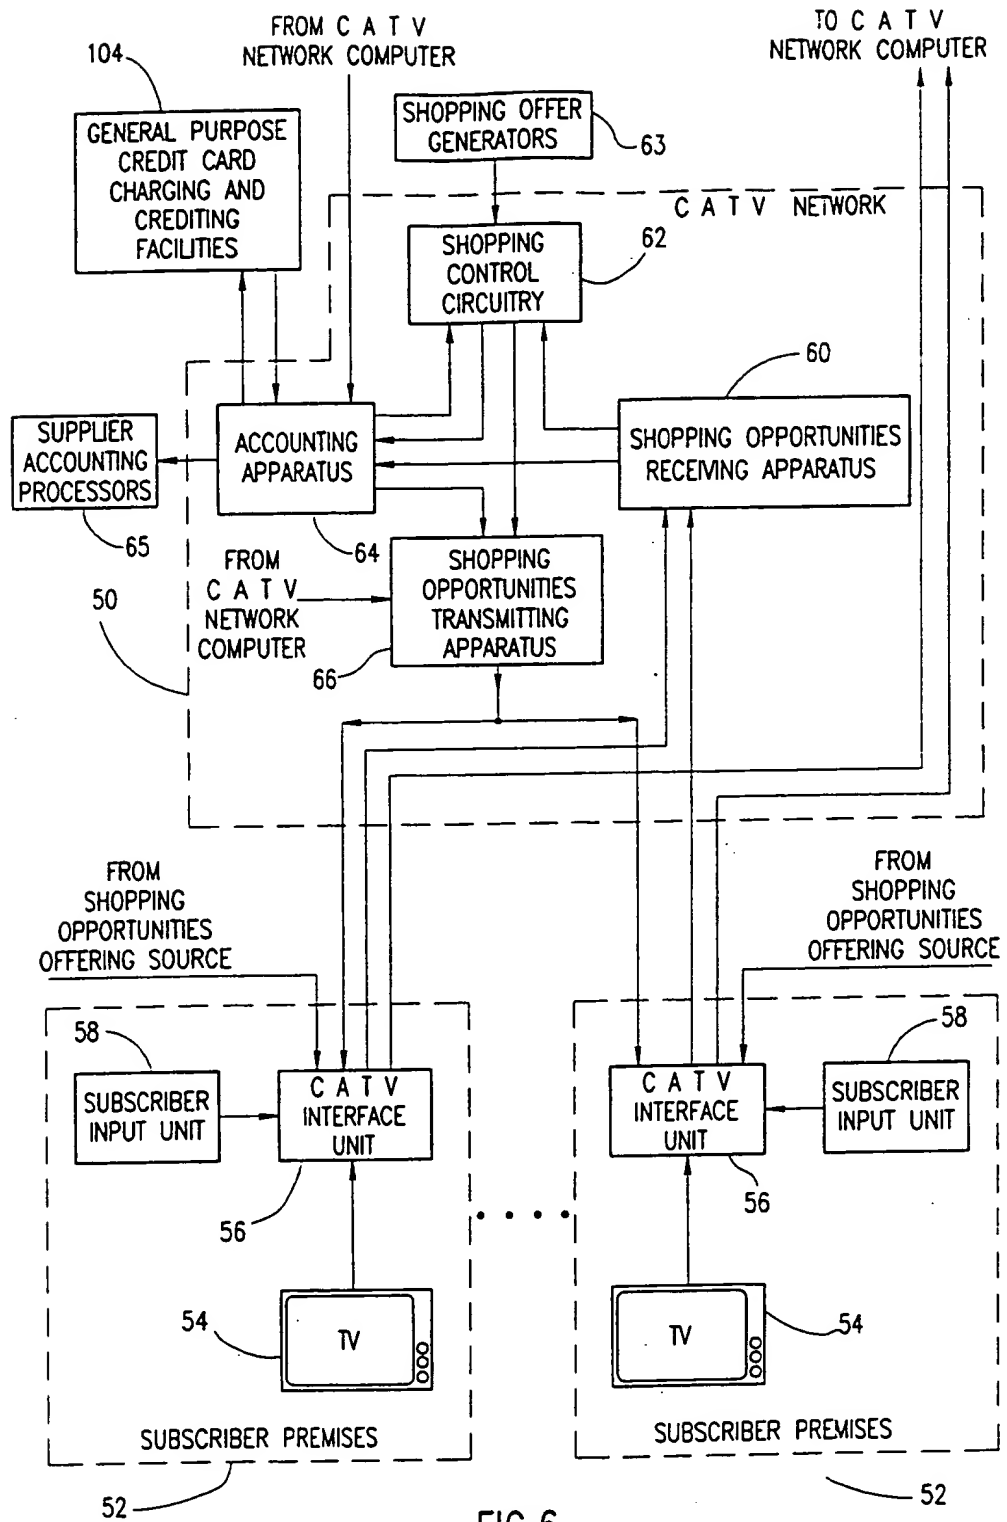 FROM C A T V
NETWORK COMPUTER
TO C A T V
NETWORK COMPUTER
104
GENERAL PURPOSE
CREDIT CARD
CHARGING AND
CREDITING
FACILITIES
SHOPPING OFFER
GENERATORS
63
C A T V NETWORK
SHOPPING
CONTROL
CIRCUITRY
62
60
SUPPLIER
ACCOUNTING
PROCESSORS
65
ACCOUNTING
APPARATUS
64
SHOPPING OPPORTUNITIES
RECEIVING APPARATUS
50
FROM
C A T V
NETWORK
COMPUTER
SHOPPING
OPPORTUNITIES
TRANSMITTING
APPARATUS
66
FROM
SHOPPING
OPPORTUNITIES
OFFERING SOURCE
FROM
SHOPPING
OPPORTUNITIES
OFFERING SOURCE
58
SUBSCRIBER
INPUT UNIT
C A T V
INTERFACE
UNIT
56
54
TV
SUBSCRIBER PREMISES
52
58
C A T V
INTERFACE
UNIT
SUBSCRIBER
INPUT UNIT
56
TV
54
SUBSCRIBER PREMISES
52
FIG.6